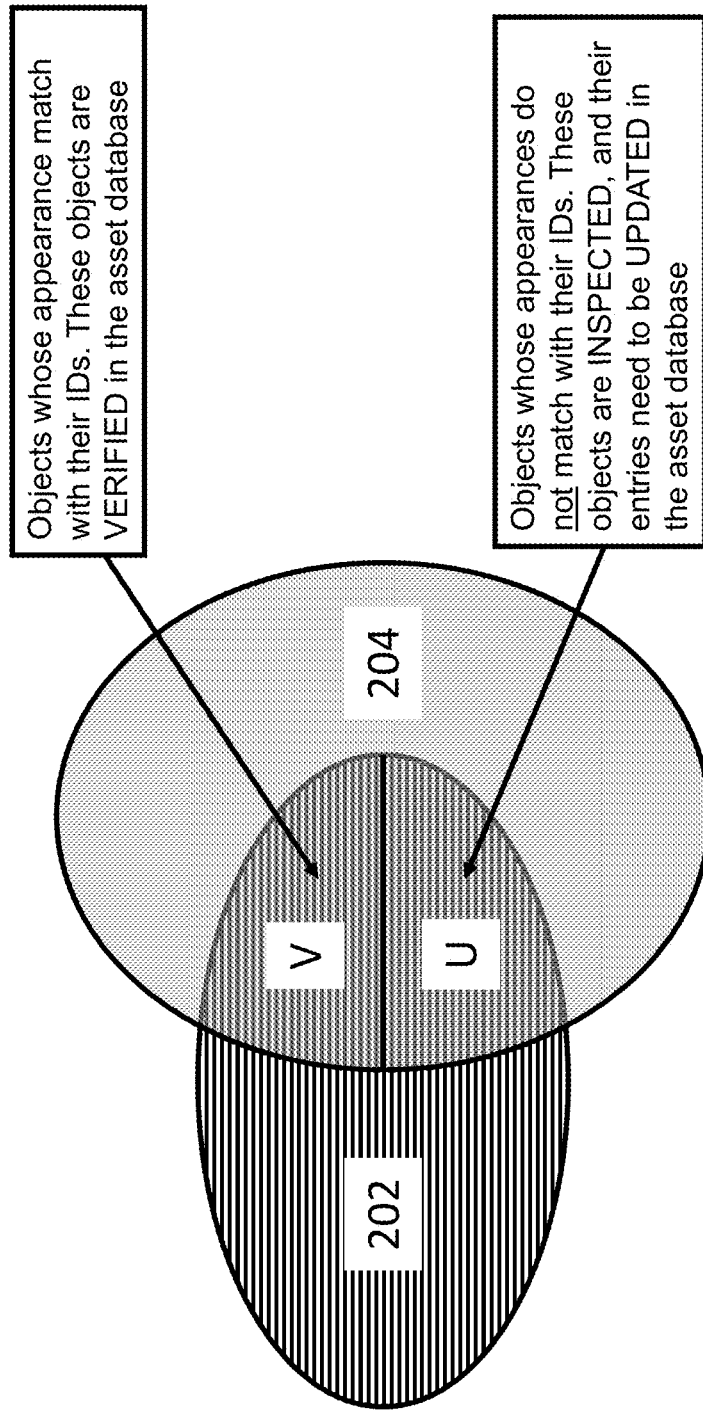 Objects whose appearance match
with their IDs. These objects are
VERIFIED in the asset database
204
V
U
202
Objects whose appearances do
not match with their IDs. These
objects are INSPECTED, and their
entries need to be UPDATED in
the asset database